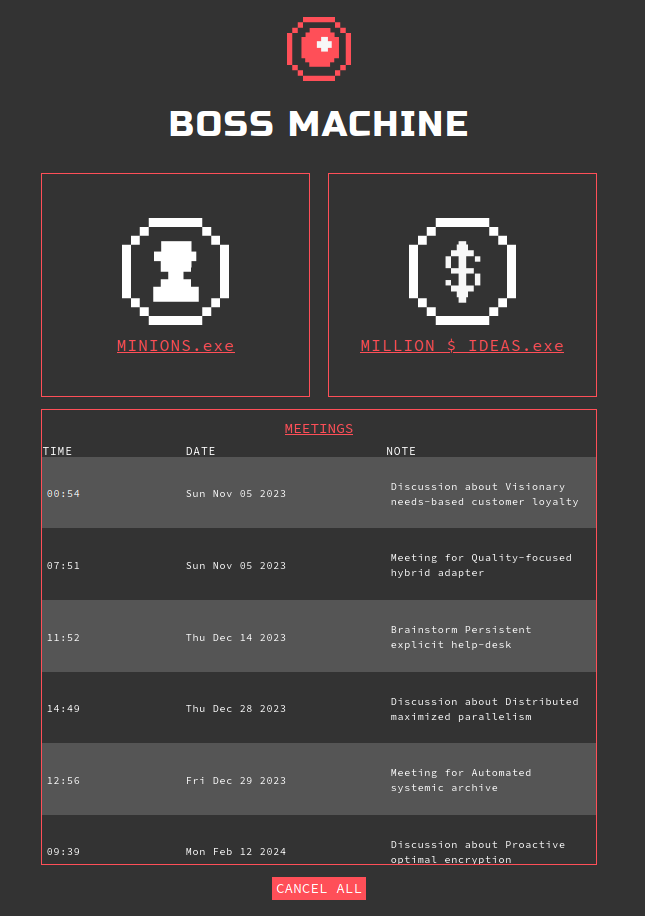 BOSS MACHINE
MINIONS.exe
MILLION $ IDEAS.exe
MEETINGS
TIME DATE NOTE
00:54 Sun Nov 05 2023 Discussion about Visionary
needs-based customer loyalty
07:51 Sun Nov 05 2023 Meeting for Quality-focused
hybrid adapter
11:52 Thu Dec 14 2023 Brainstorm Persistent
explicit help-desk
14:49 Thu Dec 28 2023 Discussion about Distributed
maximized parallelism
12:56 Fri Dec 29 2023 Meeting for Automated
systemic archive
09:39 Mon Feb 12 2024 Discussion about Proactive
optimal encryption
CANCEL ALL